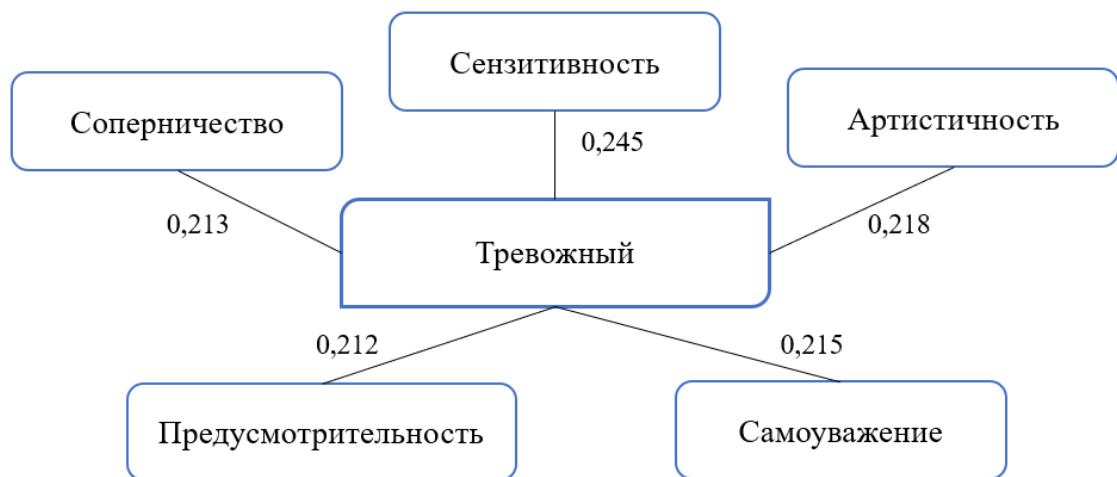 Сензитивность
Соперничество
Артистичность
0,245
0,213
0,218
Тревожный
0,212
0,215
Предусмотрительность
Самоуважение